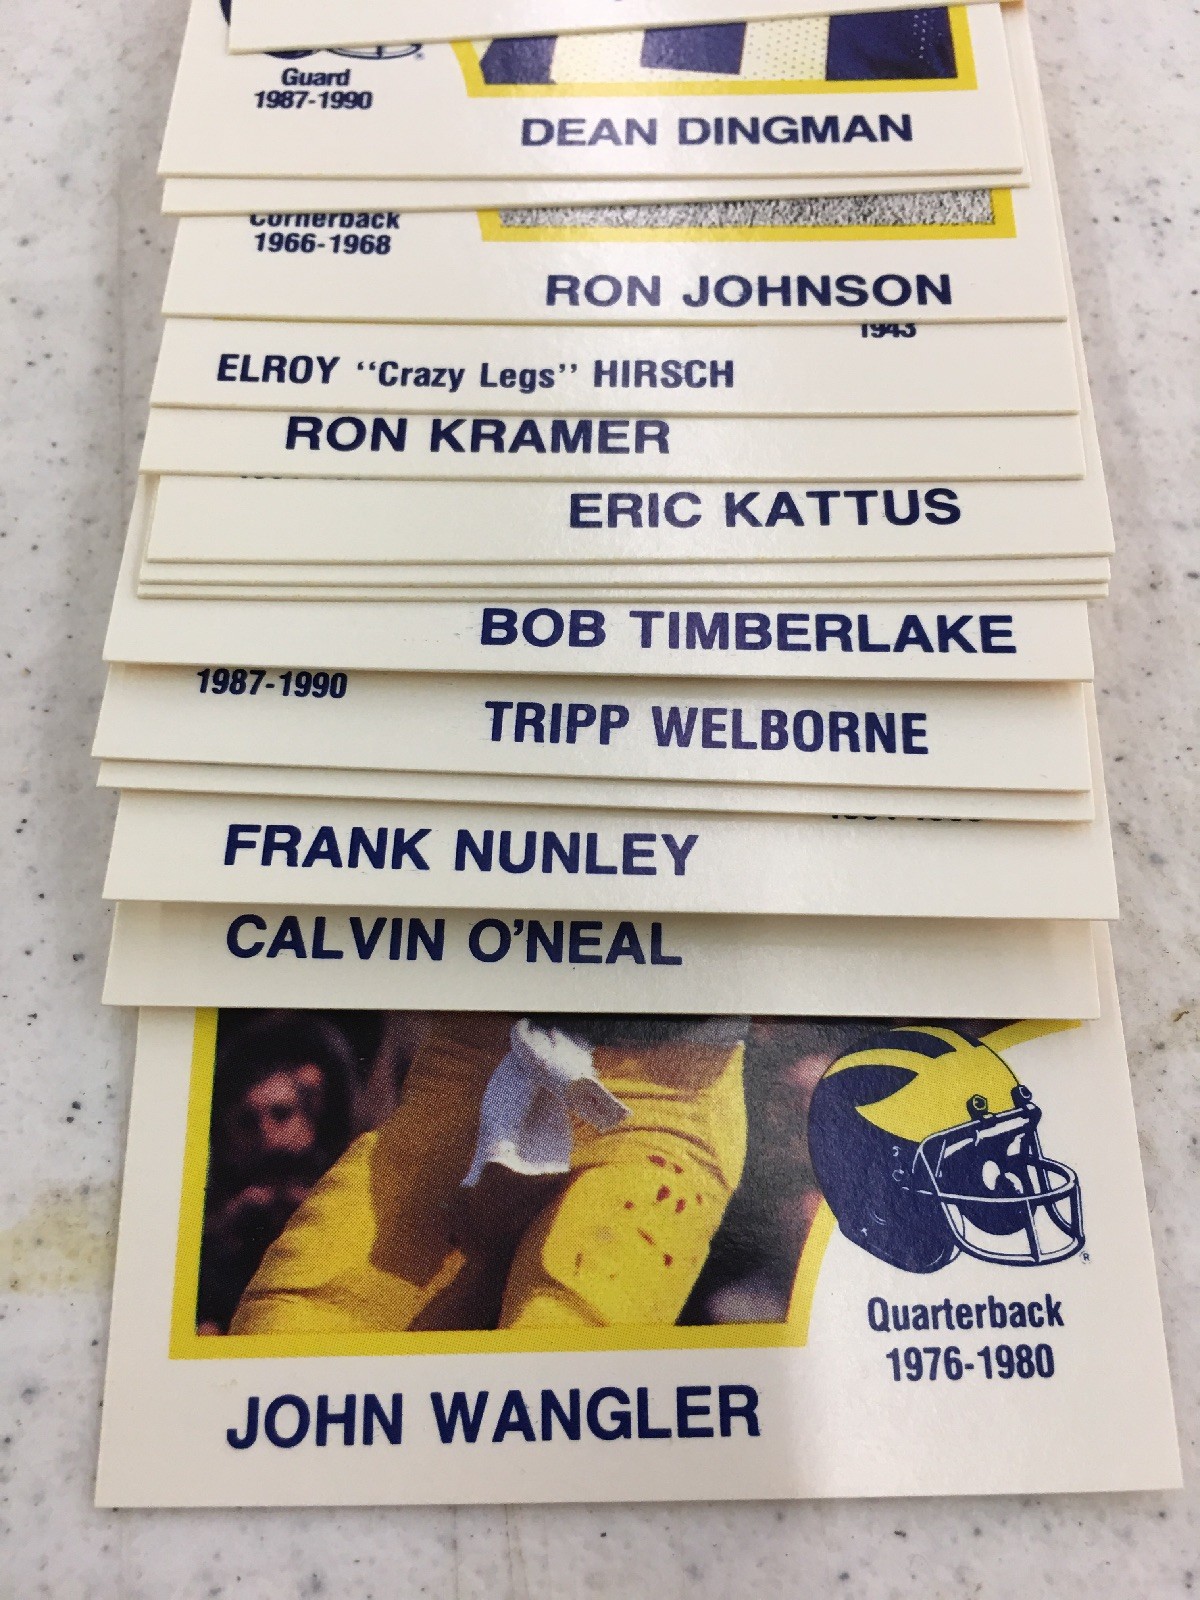 Guard
1987-1990
DEAN DINGMAN
Cornerback
1966-1968
RON JOHNSON
1943
ELROY "Crazy Legs" HIRSCH
RON KRAMER
ERIC KATTUS
BOB TIMBERLAKE
1987-1990
TRIPP WELBORNE
FRANK NUNLEY
CALVIN O'NEAL
®
Quarterback
1976-1980
JOHN WANGLER